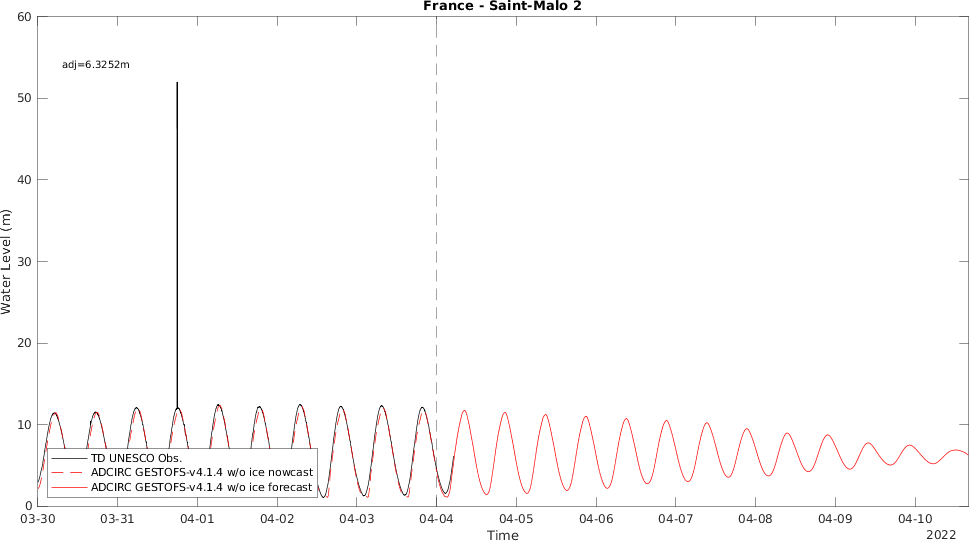 France - Saint-Malo 2
adj=6.3252m
60
50
40
30
20
10
0
Water Level (m)
TD UNESCO Obs.
ADCIRC GESTOFS-v4.1.4 w/o ice nowcast
ADCIRC GESTOFS-v4.1.4 w/o ice forecast
03-30 03-31 04-01 04-02 04-03 04-04 04-05 04-06 04-07 04-08 04-09 04-10
Time
2022